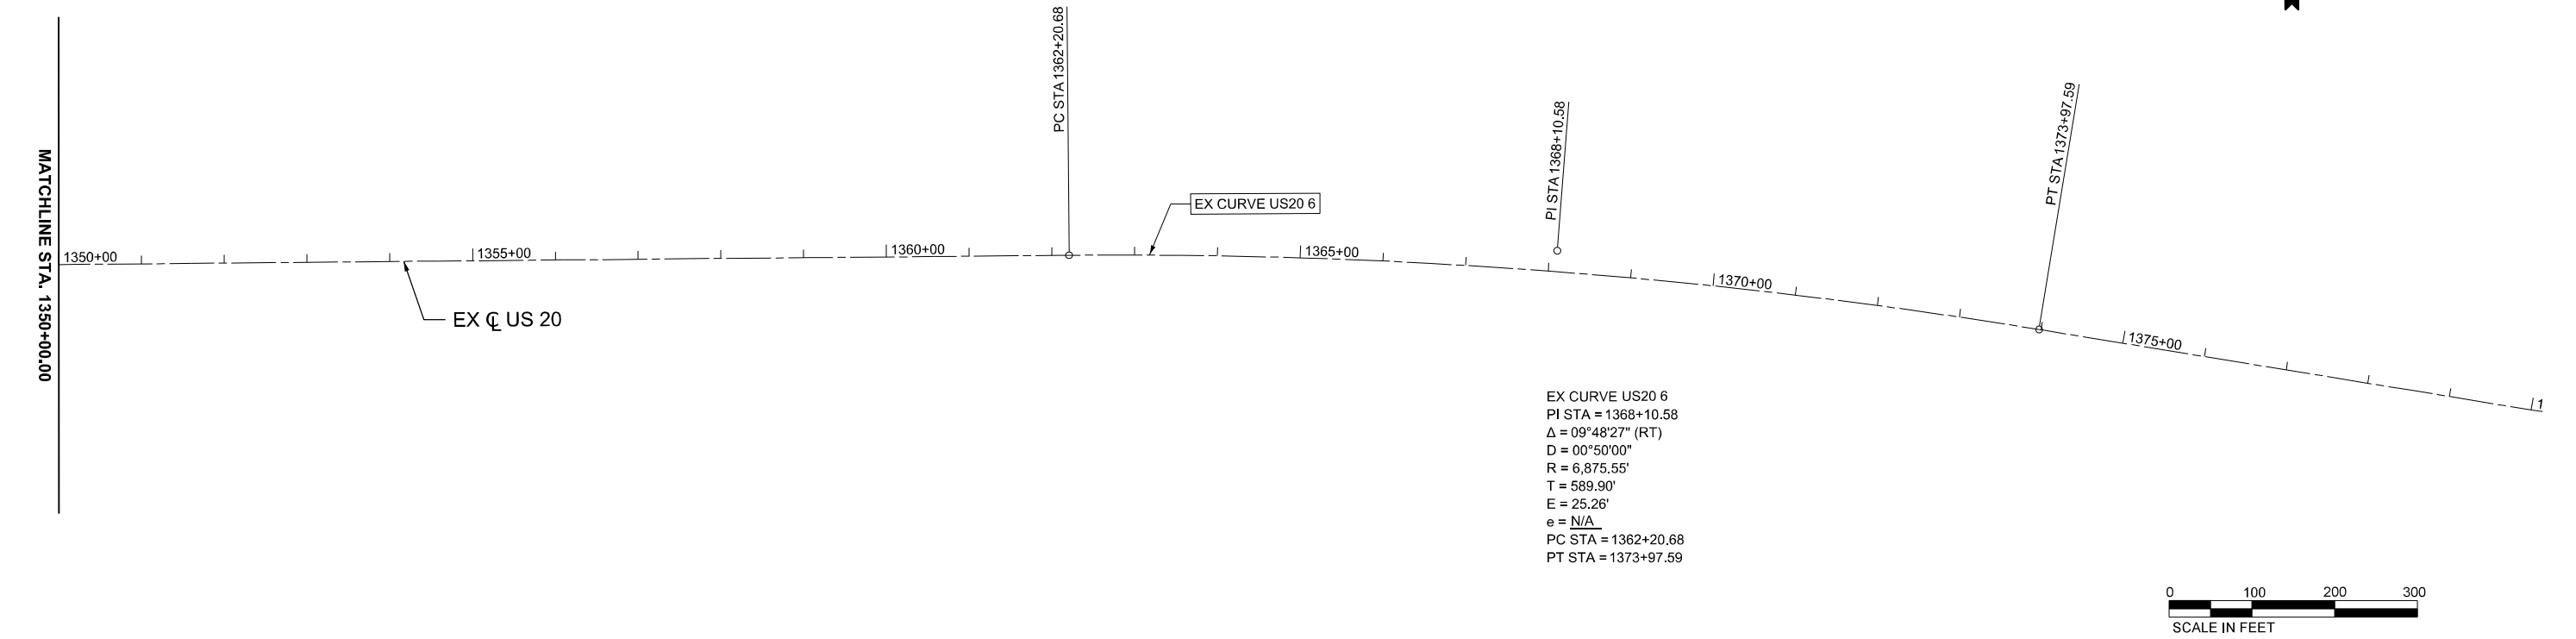 MATCHLINE STA. 1350+00.00
1350+00
1355+00
1360+00
1365+00
1370+00
1375+00
1
PC STA 1362+20.68
PI STA 1368+10.58
PT STA 1373+97.59
EX CURVE US20 6
EX ℄ US 20
EX CURVE US20 6
PI STA = 1368+10.58
Δ = 09°48'27" (RT)
D = 00°50'00"
R = 6,875.55'
T = 589.90'
E = 25.26'
e = N/A
PC STA = 1362+20.68
PT STA = 1373+97.59
0 100 200 300
SCALE IN FEET